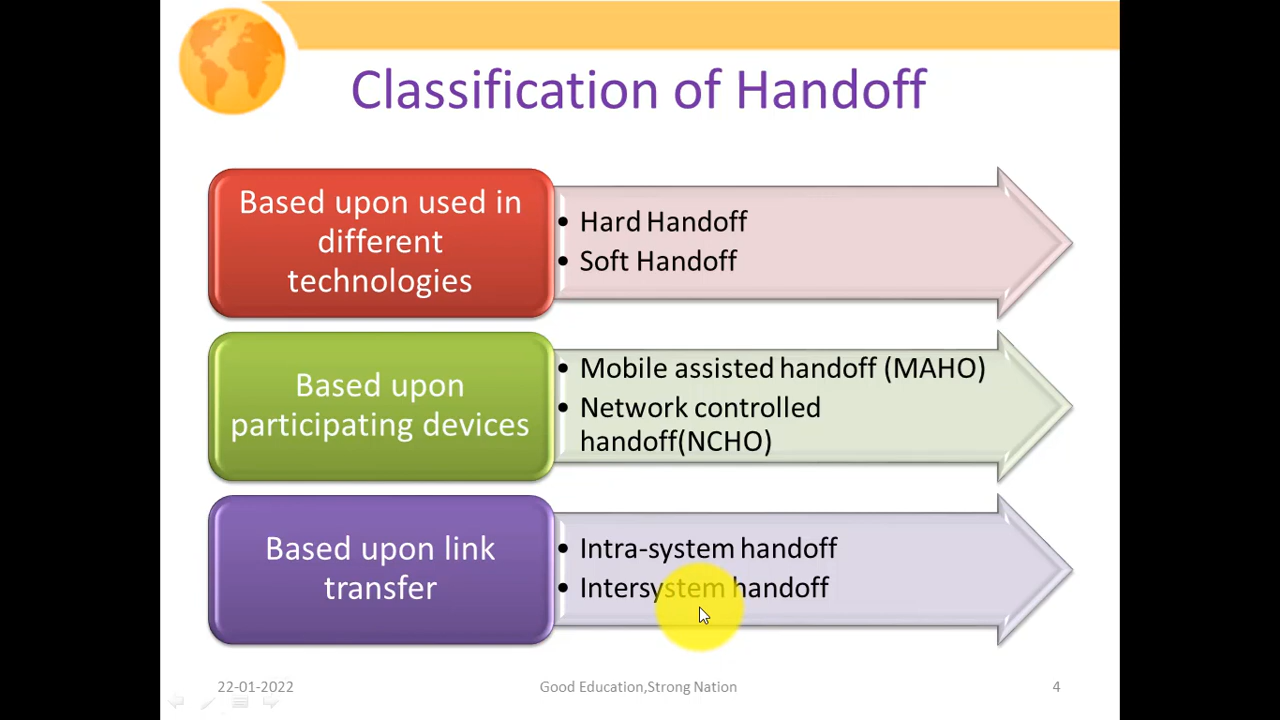 Classification of Handoff
Based upon used in
different
technologies
• Hard Handoff
• Soft Handoff
Based upon
participating devices
• Mobile assisted handoff (MAHO)
• Network controlled
handoff(NCHO)
Based upon link
transfer
• Intra-system handoff
• Intersystem handoff
22-01-2022
Good Education,Strong Nation
4